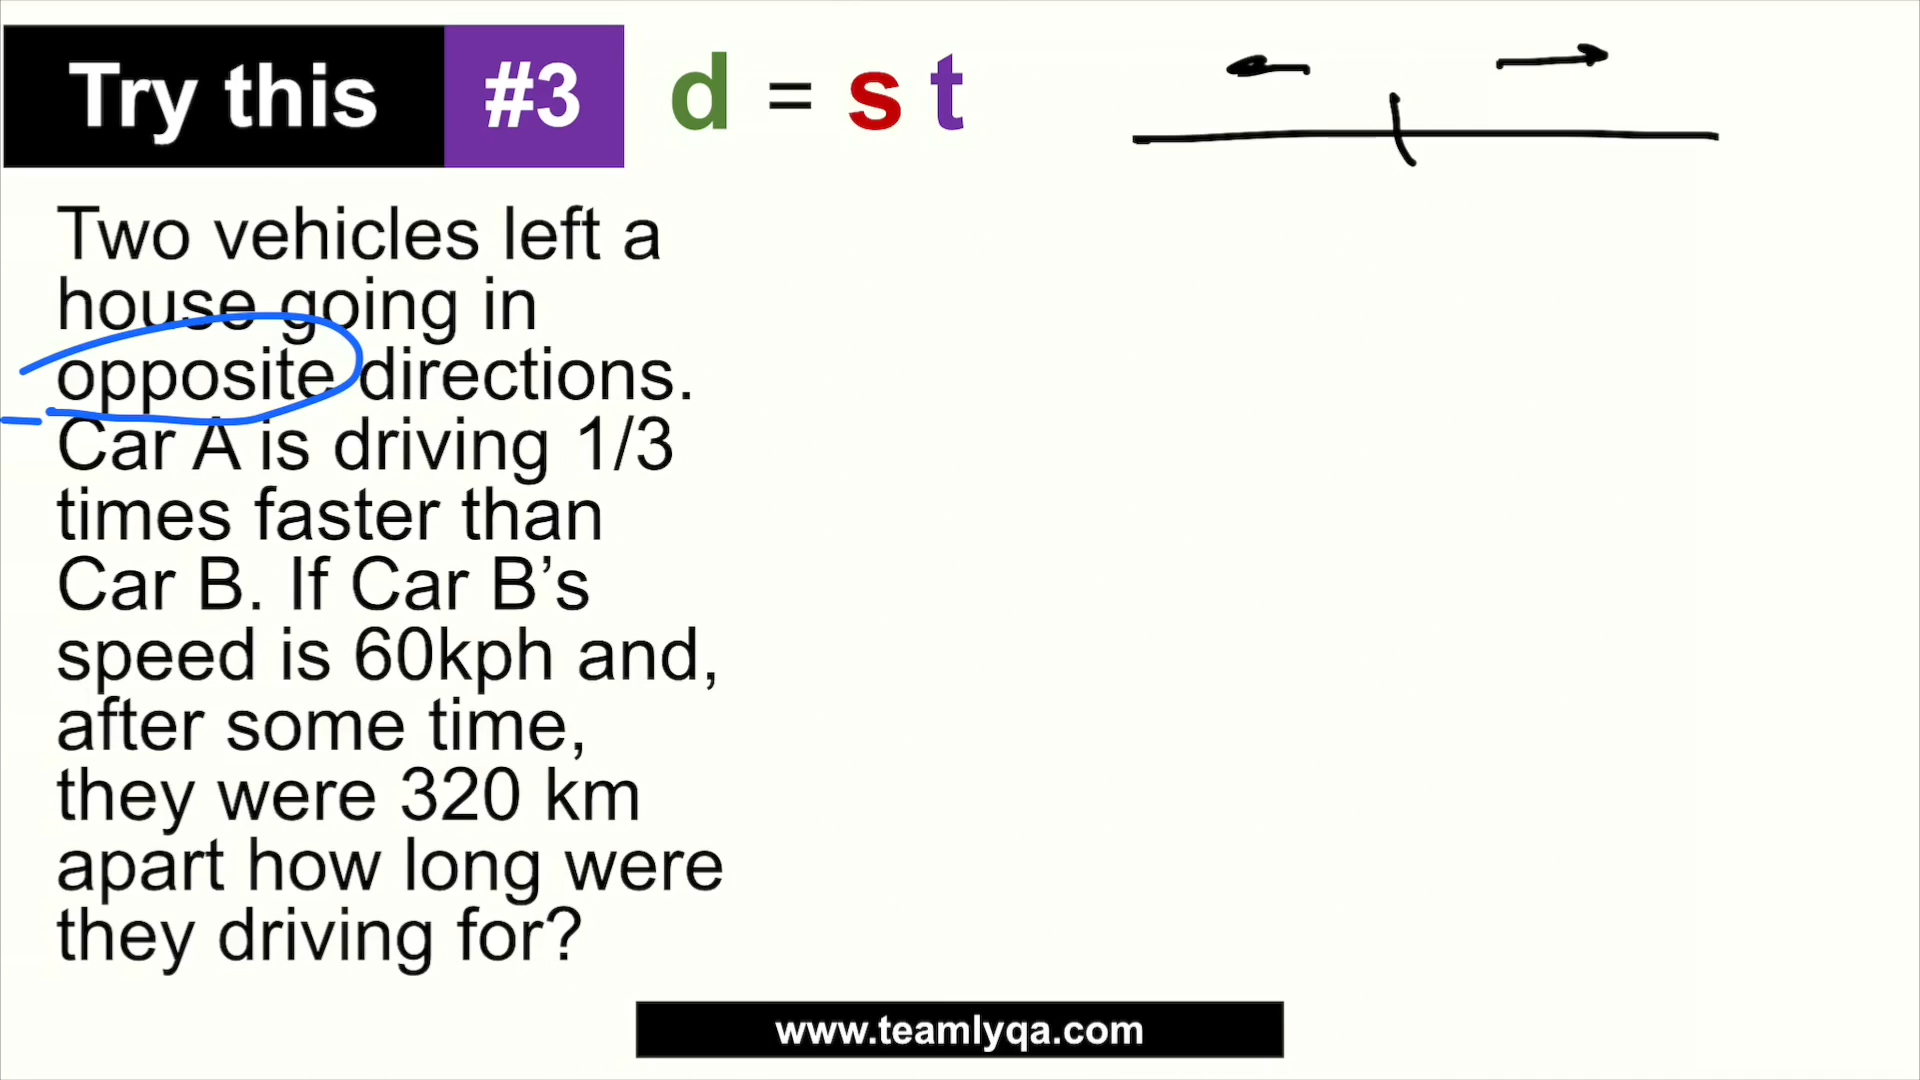 Try this #3 d = s t
Two vehicles left a
house going in
opposite directions.
Car A is driving 1/3
times faster than
Car B. If Car B’s
speed is 60kph and,
after some time,
they were 320 km
apart how long were
they driving for?
www.teamlyqa.com